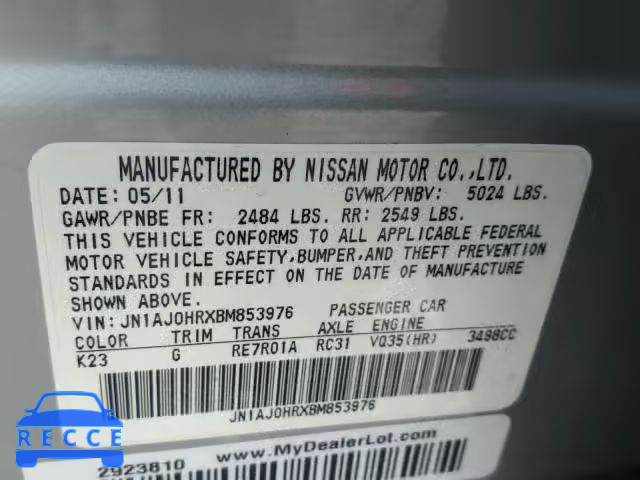 MANUFACTURED BY NISSAN MOTOR CO.,LTD.
DATE: 05/11 GVWR/PNBV: 5024 LBS.
GAWR/PNBE FR: 2484 LBS. RR: 2549 LBS.
THIS VEHICLE CONFORMS TO ALL APPLICABLE FEDERAL
MOTOR VEHICLE SAFETY,BUMPER,AND THEFT PREVENTION
STANDARDS IN EFFECT ON THE DATE OF MANUFACTURE
SHOWN ABOVE.
VIN: JN1AJ0HRXBM853976 PASSENGER CAR
COLOR TRIM TRANS AXLE ENGINE
K23 G RE7R01A RC31 VQ35(HR) 3498CC
JN1AJ0HRXBM853976
www.MyDealerLot.com
2923810
RECCE